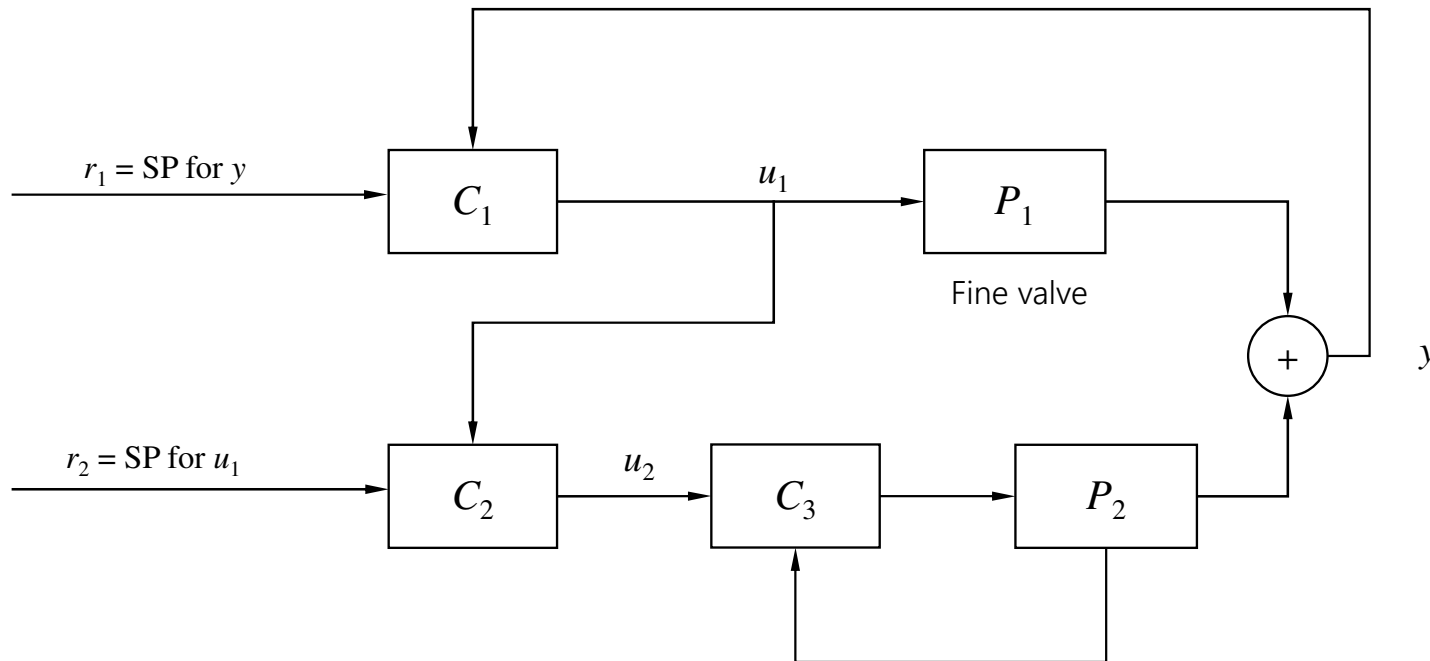 r₁ = SP for y
C₁
u₁
P₁
Fine valve
+
y
r₂ = SP for u₁
C₂
u₂
C₃
P₂